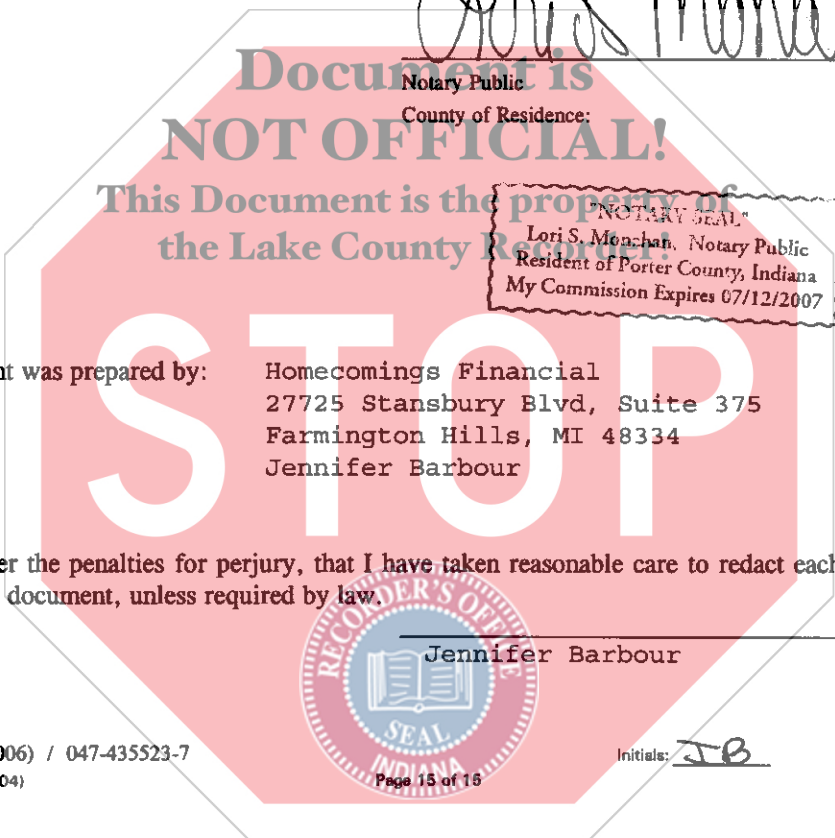 Document is
NOT OFFICIAL!
This Document is the property of
the Lake County Recorder!
Notary Public
County of Residence:
"NOTARY SEAL"
Lori S. Monchan, Notary Public
Resident of Porter County, Indiana
My Commission Expires 07/12/2007
STOP
was prepared by: Homecomings Financial
27725 Stansbury Blvd, Suite 375
Farmington Hills, MI 48334
Jennifer Barbour
the penalties for perjury, that I have taken reasonable care to redact each
document, unless required by law.
RECORDER'S OFFICE
SEAL
INDIANA
Jennifer Barbour
06) / 047-435523-7
Initials: JB
04)
Page 15 of 16